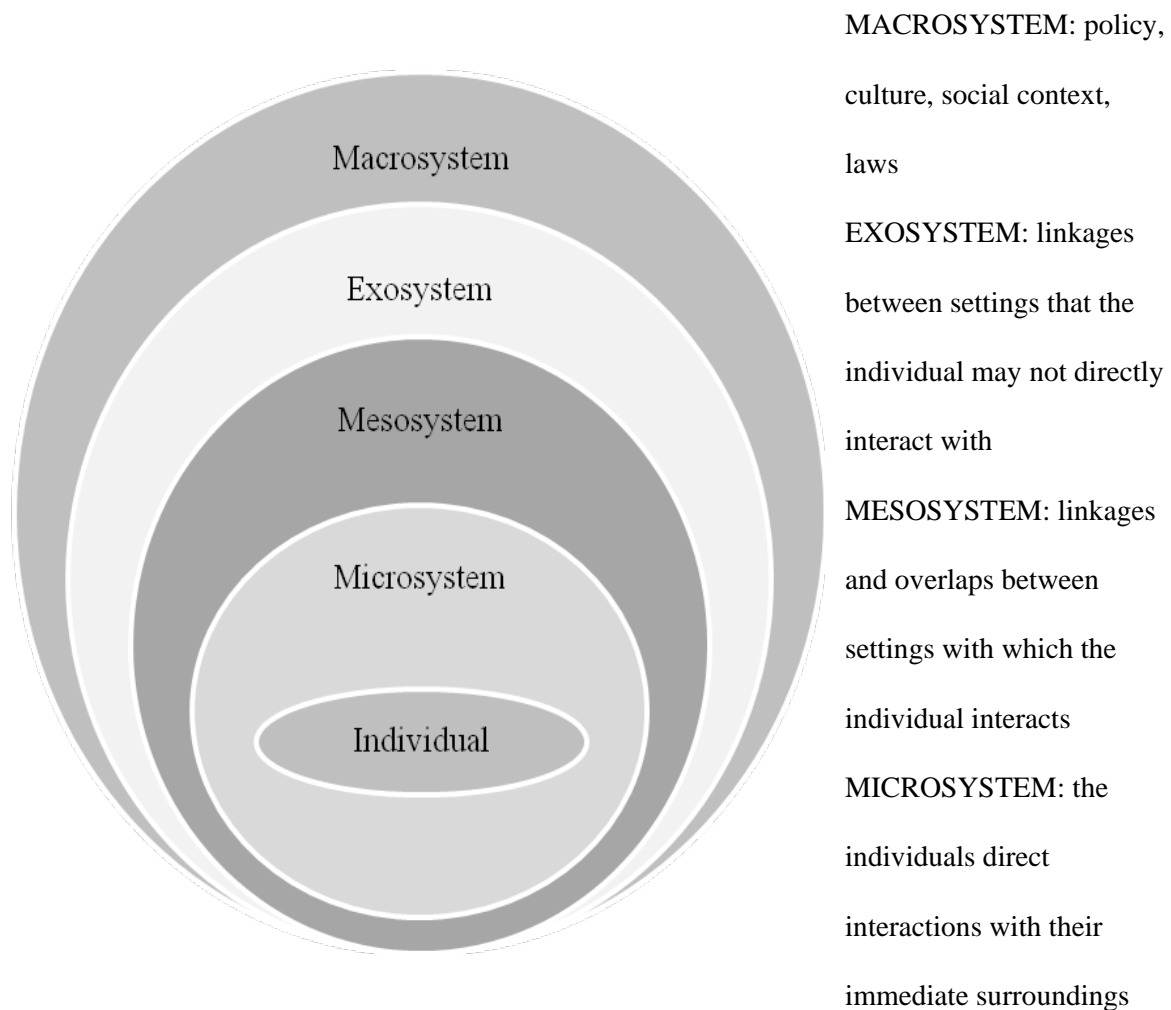 Macrosystem
Exosystem
Mesosystem
Microsystem
Individual
MACROSYSTEM: policy,
culture, social context,
laws
EXOSYSTEM: linkages
between settings that the
individual may not directly
interact with
MESOSYSTEM: linkages
and overlaps between
settings with which the
individual interacts
MICROSYSTEM: the
individuals direct
interactions with their
immediate surroundings